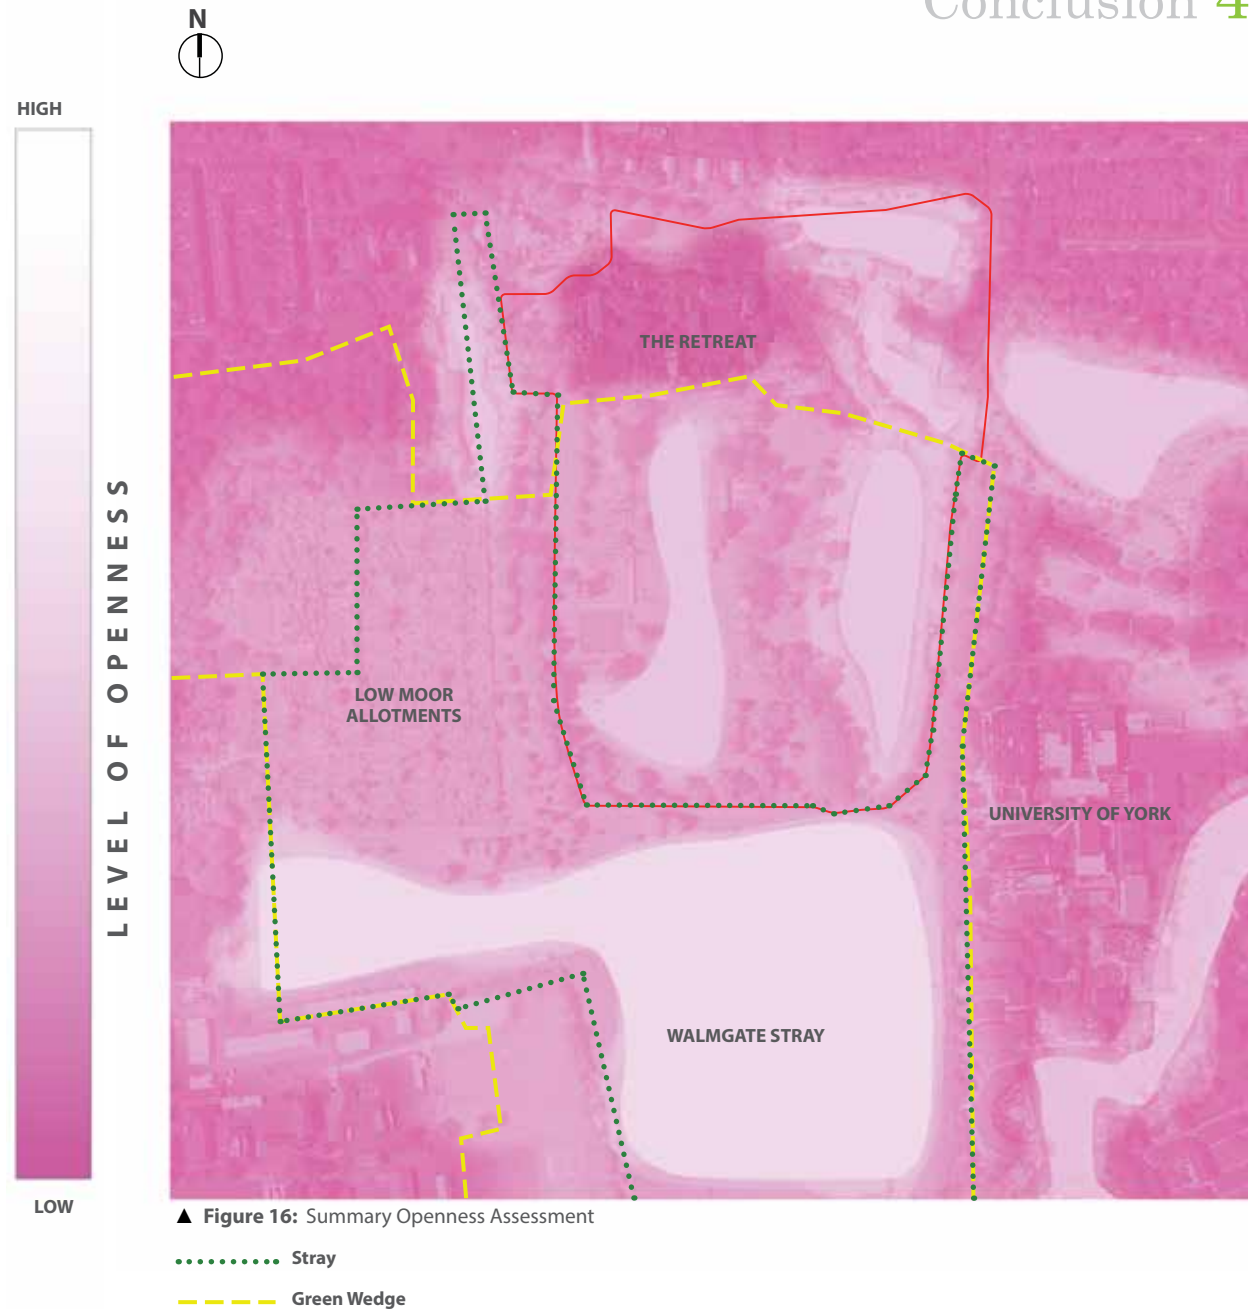 Conclusion 4
N
HIGH
LEVEL OF OPENNESS
LOW
THE RETREAT
LOW MOOR
ALLOTMENTS
UNIVERSITY OF YORK
WALMGATE STRAY
▲ Figure 16: Summary Openness Assessment
Stray
Green Wedge